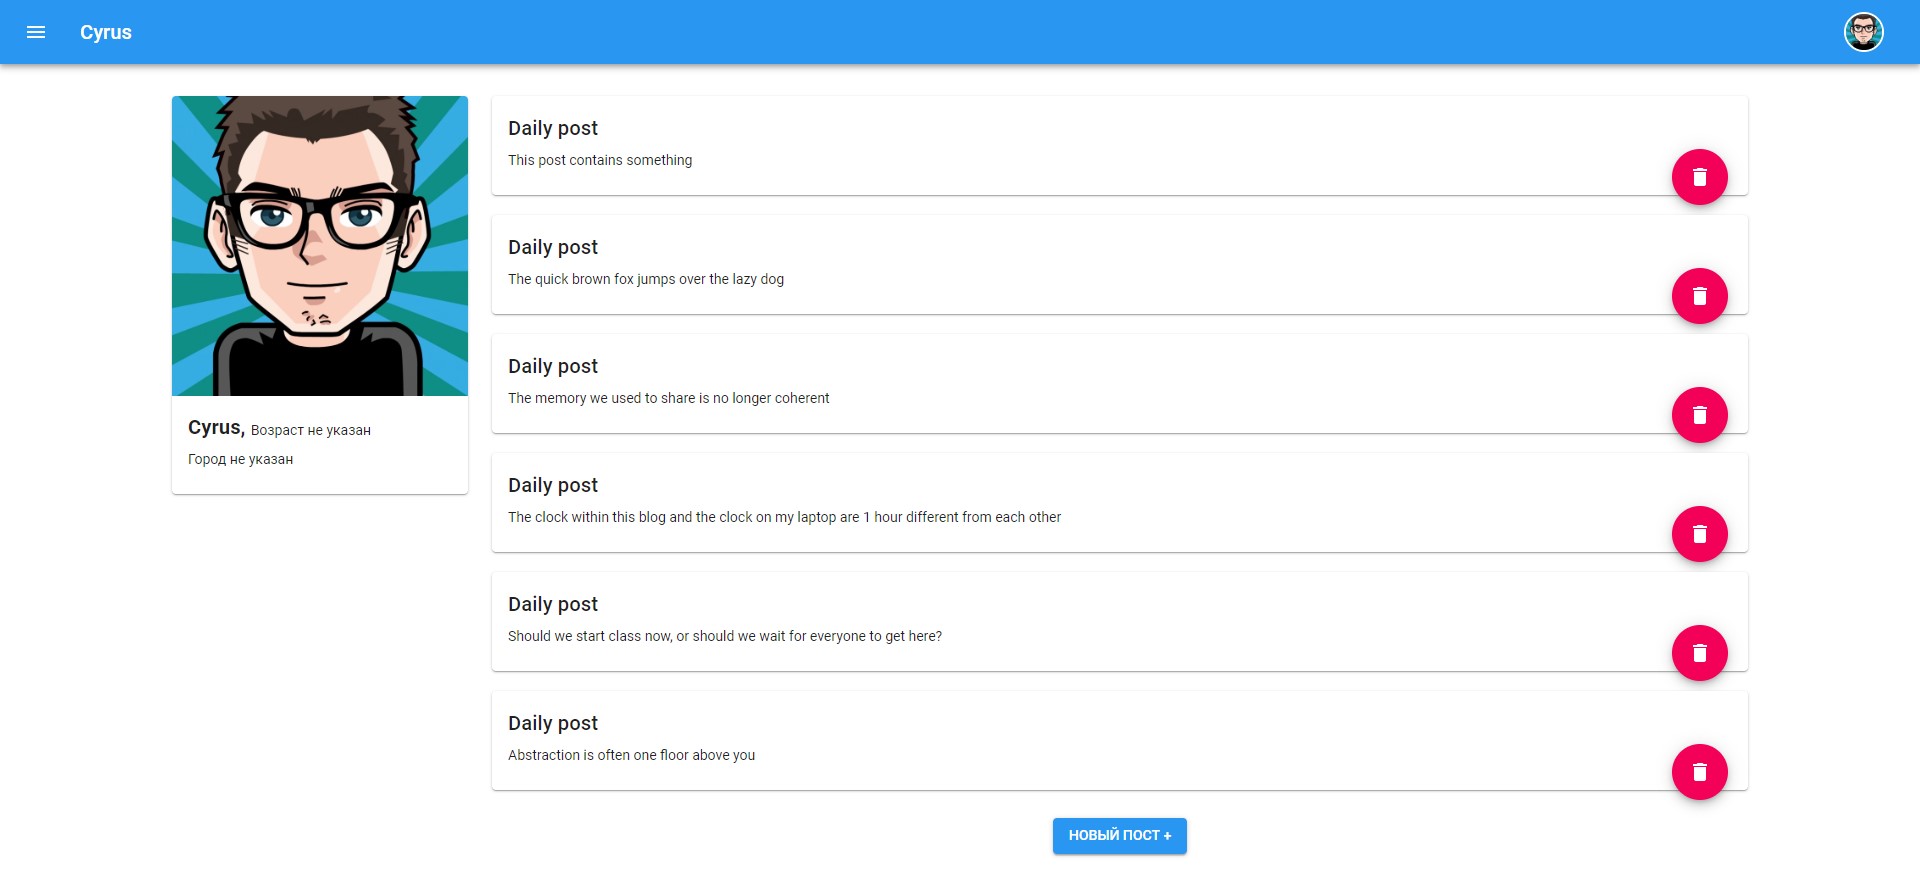 Cyrus
Cyrus, Возраст не указан
Город не указан
Daily post
This post contains something
Daily post
The quick brown fox jumps over the lazy dog
Daily post
The memory we used to share is no longer coherent
Daily post
The clock within this blog and the clock on my laptop are 1 hour different from each other
Daily post
Should we start class now, or should we wait for everyone to get here?
Daily post
Abstraction is often one floor above you
НОВЫЙ ПОСТ +